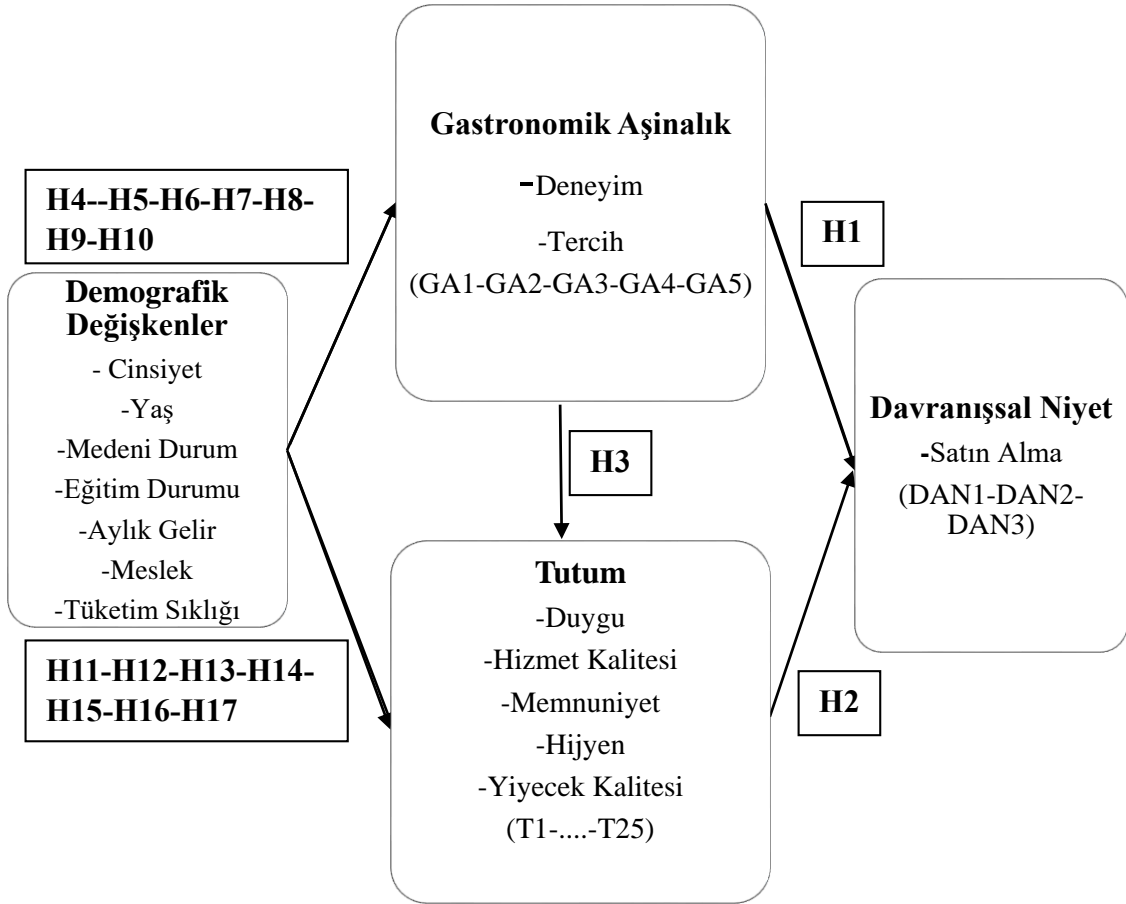 Gastronomik Aşinalık
-Deneyim
-Tercih
(GA1-GA2-GA3-GA4-GA5)
H4--H5-H6-H7-H8-
H9-H10
Demografik
Değişkenler
- Cinsiyet
-Yaş
-Medeni Durum
-Eğitim Durumu
-Aylık Gelir
-Meslek
-Tüketim Sıklığı
H11-H12-H13-H14-
H15-H16-H17
H1
H3
Tutum
-Duygu
-Hizmet Kalitesi
-Memnuniyet
-Hijyen
-Yiyecek Kalitesi
(T1-....-T25)
H2
Davranışsal Niyet
-Satın Alma
(DAN1-DAN2-
DAN3)